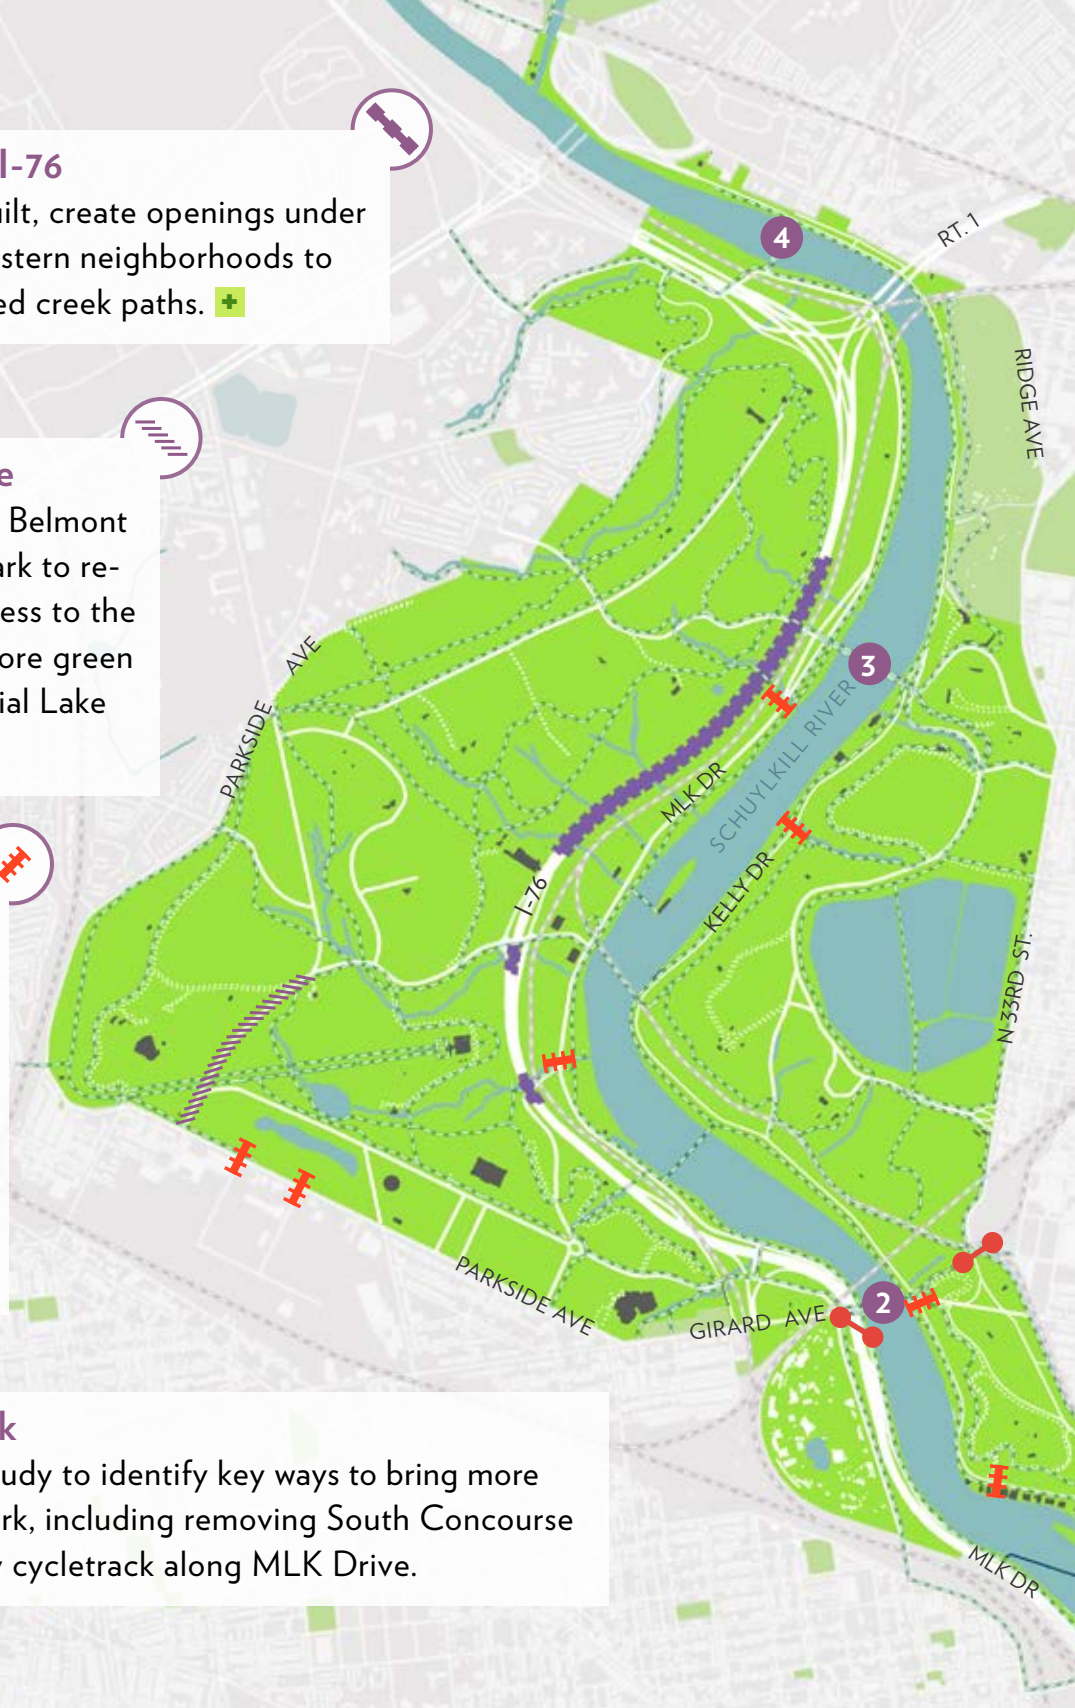 I-76
uilt, create openings under
stern neighborhoods to
ed creek paths. +
4
RT. 1
RIDGE AVE
e
Belmont
ark to re-
ess to the
ore green
ial Lake
PARKSIDE AVE
3
SCHUYLKILL RIVER
MLK DR
KELLY DR
I-76
N 33RD ST.
PARKSIDE AVE
GIRARD AVE
2
k
udy to identify key ways to bring more
rk, including removing South Concourse
y cycletrack along MLK Drive.
MLK DR